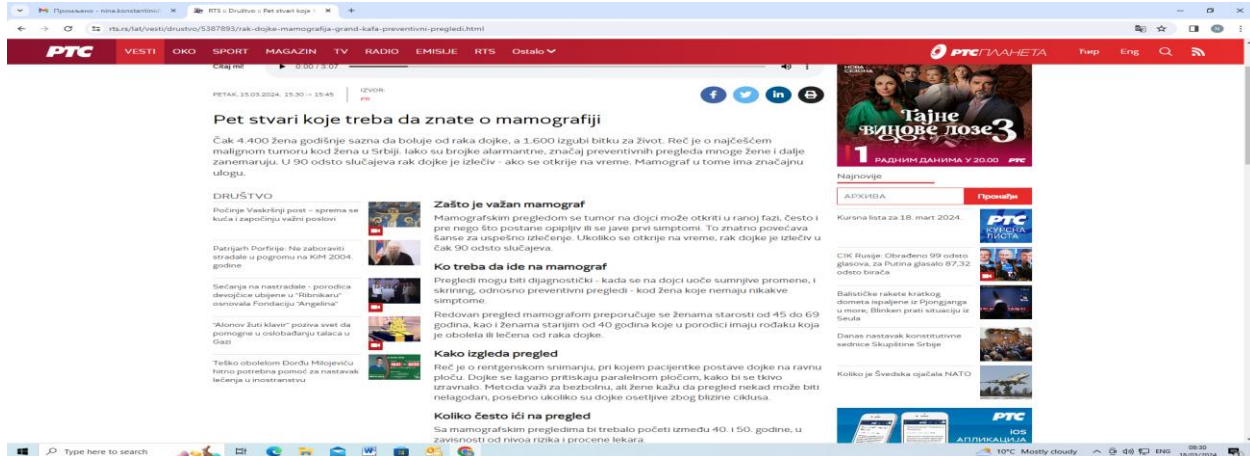 Примљено - nina.konstantinić
RTS :: Društvo :: Pet stvari koje
rts.rs/lat/vesti/drustvo/5387893/rak-dojke-mamografija-grand-kafa-preventivni-pregledi.html
РТС
VESTI OKO SPORT MAGAZIN TV RADIO EMISIJE RTS Ostalo
РТС ПЛАНЕТА
Ћир Eng
Čitaj mi!
0:00 / 3:07
PETAK, 15.03.2024, 15:30 -> 15:45
IZVOR:
PR
Pet stvari koje treba da znate o mamografiji
Čak 4.400 žena godišnje sazna da boluje od raka dojke, a 1.600 izgubi bitku za život. Reč je o najčešćem
malignom tumoru kod žena u Srbiji. Iako su brojke alarmantne, značaj preventivnih pregleda mnoge žene i dalje
zanemaruju. U 90 odsto slučajeva rak dojke je izlečiv - ako se otkrije na vreme. Mamograf u tome ima značajnu
ulogu.
DRUŠTVO
Počinje Vaskršnji post – sprema se
kuća i započinju važni poslovi
Patrijarh Porfirije: Ne zaboraviti
stradale u pogromu na KiM 2004.
godine
Sećanja na nastradale - porodica
devojčice ubijene u "Ribnikaru"
osnovala Fondaciju "Angelina"
"Alonov žuti klavir" poziva svet da
pomogne u oslobađanju talaca u
Gazi
Teško obolelom Đorđu Milojeviću
hitno potrebna pomoć za nastavak
lečenja u inostranstvu
Zašto je važan mamograf
Mamografskim pregledom se tumor na dojci može otkriti u ranoj fazi, često i
pre nego što postane opipljiv ili se jave prvi simptomi. To znatno povećava
šanse za uspešno izlečenje. Ukoliko se otkrije na vreme, rak dojke je izlečiv u
čak 90 odsto slučajeva.
Ko treba da ide na mamograf
Pregledi mogu biti dijagnostički - kada se na dojci uoče sumnjive promene, i
skrining, odnosno preventivni pregledi - kod žena koje nemaju nikakve
simptome.
Redovan pregled mamografom preporučuje se ženama starosti od 45 do 69
godina, kao i ženama starijim od 40 godina koje u porodici imaju rođaku koja
je obolela ili lečena od raka dojke.
Kako izgleda pregled
Reč je o rentgenskom snimanju, pri kojem pacijentke postave dojke na ravnu
ploču. Dojke se lagano pritiskaju paralelnom pločom, kako bi se tkivo
izravnalo. Metoda važi za bezbolnu, ali žene kažu da pregled nekad može biti
nelagodan, posebno ukoliko su dojke osetljive zbog blizine ciklusa.
Koliko često ići na pregled
Sa mamografskim pregledima bi trebalo početi između 40. i 50. godine, u
zavisnosti od nivoa rizika i procene lekara.
НОВА
СЕЗОНА
Тајне
винове лозе 3
1 РАДНИМ ДАНИМА У 20.00 РТС
Najnovije
АРХИВА Пронађи
Kursna lista za 18. mart 2024.
РТС
КУРСНА
ЛИСТА
CIK Rusije: Obrađeno 99 odsto
glasova, za Putina glasalo 87,32
odsto birača
Balističke rakete kratkog
dometa ispaljene iz Pjongjanga
u more, Blinken prati situaciju iz
Seula
Danas nastavak konstitutivne
sednice Skupštine Srbije
Koliko je Švedska ojačala NATO
РТС
iOS
АПЛИКАЦИЈА
Type here to search
10°C Mostly cloudy
ENG
08:30
18/03/2024